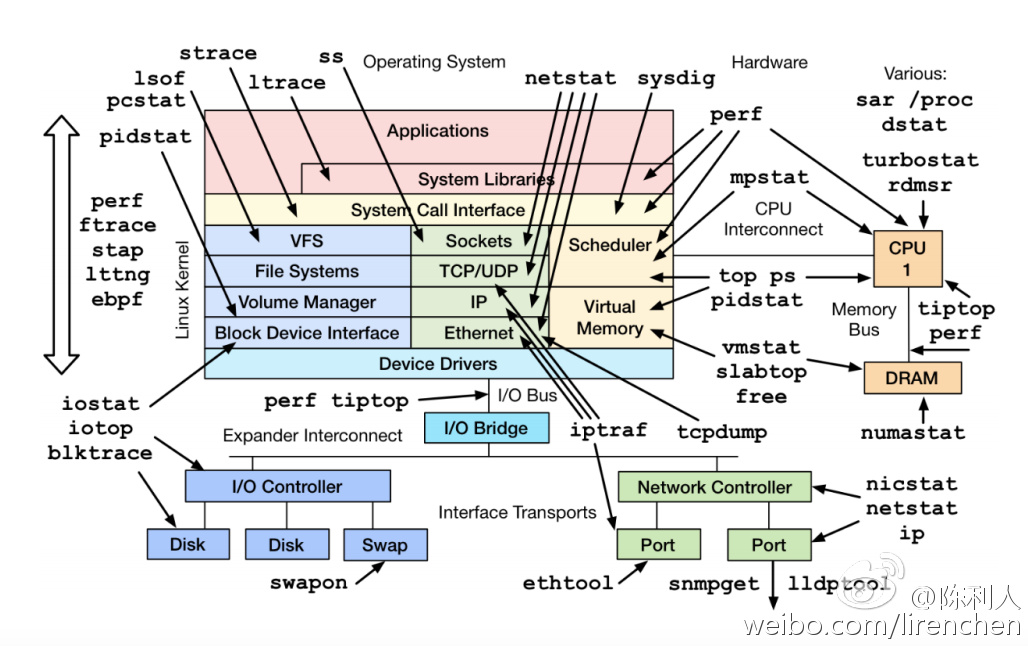 strace
ss
Operating System
Hardware
Various:
lsof
ltrace
netstat
sysdig
sar /proc
pcstat
perf
dstat
pidstat
Applications
turbostat
rdmsr
System Libraries
mpstat
perf
System Call Interface
CPU
Interconnect
ftrace
stap
lttng
ebpf
Linux Kernel
VFS
Sockets
Scheduler
CPU
1
File Systems
TCP/UDP
top ps
pidstat
Volume Manager
IP
Virtual
Memory
Memory
Bus
tiptop
perf
Block Device Interface
Ethernet
vmstat
slabtop
free
Device Drivers
DRAM
iostat
iotop
blktrace
perf tiptop
I/O Bus
I/O Bridge
iptraf
tcpdump
numastat
Expander Interconnect
I/O Controller
Network Controller
nicstat
netstat
ip
Interface Transports
Disk
Disk
Swap
Port
Port
swapon
ethtool
snmpget
lldptool
@陈利人
weibo.com/lirenchen